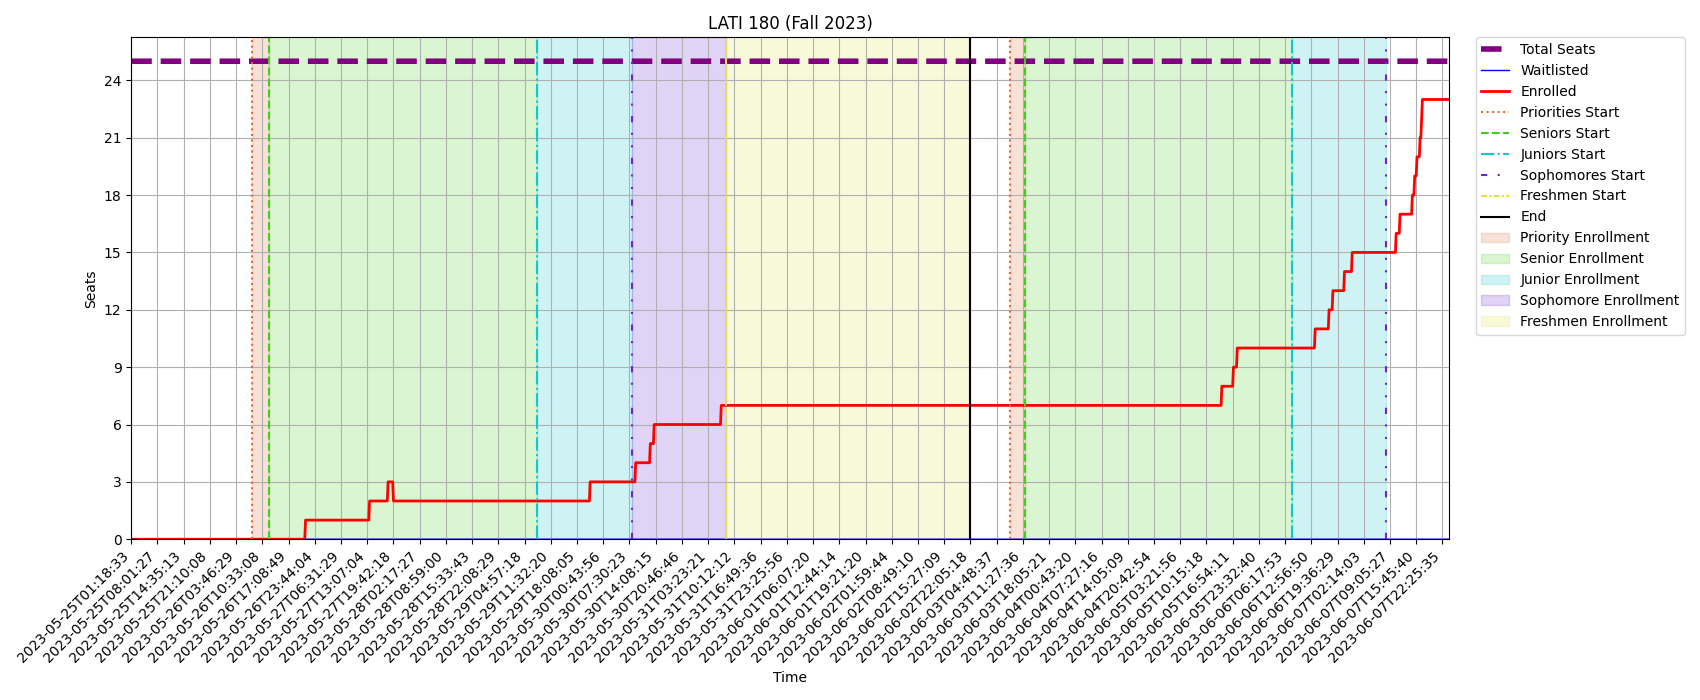 LATI 180 (Fall 2023)
Seats
24
21
18
15
12
9
6
3
0
2023-05-25T01:18:33
2023-05-25T08:01:27
2023-05-25T14:35:13
2023-05-25T21:10:08
2023-05-26T03:46:29
2023-05-26T10:33:08
2023-05-26T17:08:49
2023-05-26T23:44:04
2023-05-27T06:31:29
2023-05-27T13:07:04
2023-05-27T19:42:18
2023-05-28T02:17:27
2023-05-28T08:59:00
2023-05-28T15:33:43
2023-05-28T22:08:29
2023-05-29T04:57:18
2023-05-29T11:32:20
2023-05-29T18:08:05
2023-05-30T00:43:56
2023-05-30T07:30:23
2023-05-30T14:08:15
2023-05-30T20:46:46
2023-05-31T03:23:21
2023-05-31T10:12:12
2023-05-31T16:49:36
2023-05-31T23:25:56
2023-06-01T06:07:20
2023-06-01T12:44:14
2023-06-01T19:21:20
2023-06-02T01:59:44
2023-06-02T08:49:10
2023-06-02T15:27:09
2023-06-02T22:05:18
2023-06-03T04:48:37
2023-06-03T11:27:36
2023-06-03T18:05:21
2023-06-04T00:43:20
2023-06-04T07:27:16
2023-06-04T14:05:09
2023-06-04T20:42:54
2023-06-05T03:21:56
2023-06-05T10:15:18
2023-06-05T16:54:11
2023-06-05T23:32:40
2023-06-06T06:17:53
2023-06-06T12:56:50
2023-06-06T19:36:29
2023-06-07T02:14:03
2023-06-07T09:05:27
2023-06-07T15:45:40
2023-06-07T22:25:35
Time
Total Seats
Waitlisted
Enrolled
Priorities Start
Seniors Start
Juniors Start
Sophomores Start
Freshmen Start
End
Priority Enrollment
Senior Enrollment
Junior Enrollment
Sophomore Enrollment
Freshmen Enrollment